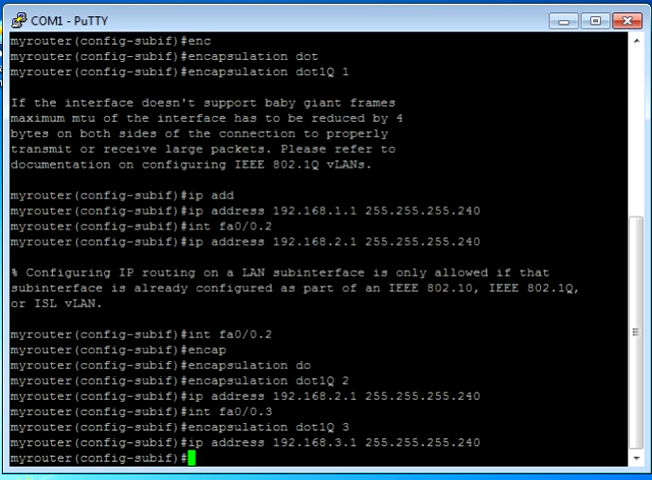 COM1 - PuTTY
myrouter(config-subif)#enc
myrouter(config-subif)#encapsulation dot
myrouter(config-subif)#encapsulation dot1Q 1
If the interface doesn't support baby giant frames
maximum mtu of the interface has to be reduced by 4
bytes on both sides of the connection to properly
transmit or receive large packets. Please refer to
documentation on configuring IEEE 802.1Q vLANs.
myrouter(config-subif)#ip add
myrouter(config-subif)#ip address 192.168.1.1 255.255.255.240
myrouter(config-subif)#int fa0/0.2
myrouter(config-subif)#ip address 192.168.2.1 255.255.255.240
% Configuring IP routing on a LAN subinterface is only allowed if that
subinterface is already configured as part of an IEEE 802.10, IEEE 802.1Q,
or ISL vLAN.
myrouter(config-subif)#int fa0/0.2
myrouter(config-subif)#encap
myrouter(config-subif)#encapsulation do
myrouter(config-subif)#encapsulation dot1Q 2
myrouter(config-subif)#ip address 192.168.2.1 255.255.255.240
myrouter(config-subif)#int fa0/0.3
myrouter(config-subif)#encapsulation dot1Q 3
myrouter(config-subif)#ip address 192.168.3.1 255.255.255.240
myrouter(config-subif)#